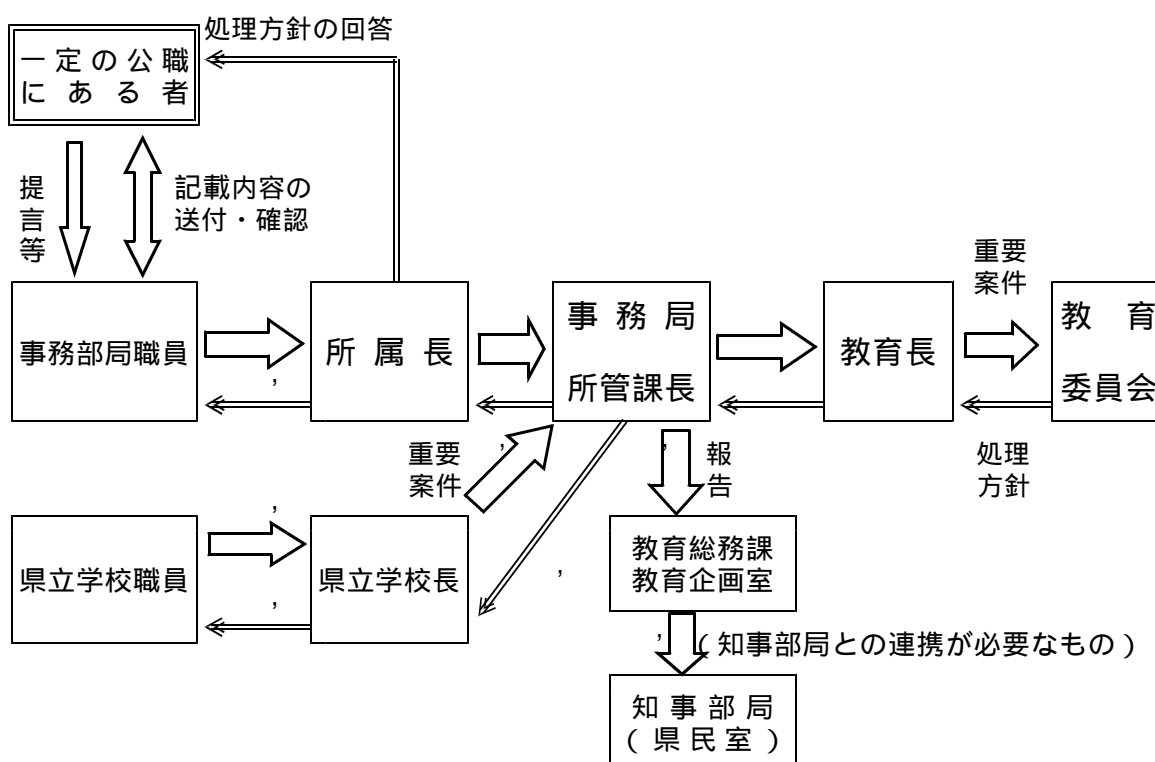 処理方針の回答
一定の公職
にある者
提言等
記載内容の
送付・確認
重要
案件
事務部局職員
所属長
事務局
所管課長
教育長
教育
委員会
,
重要
案件
,
,
報告
処理
方針
県立学校職員
,
,
県立学校長
,
教育総務課
教育企画室
,
(知事部局との連携が必要なもの)
知事部局
(県民室)